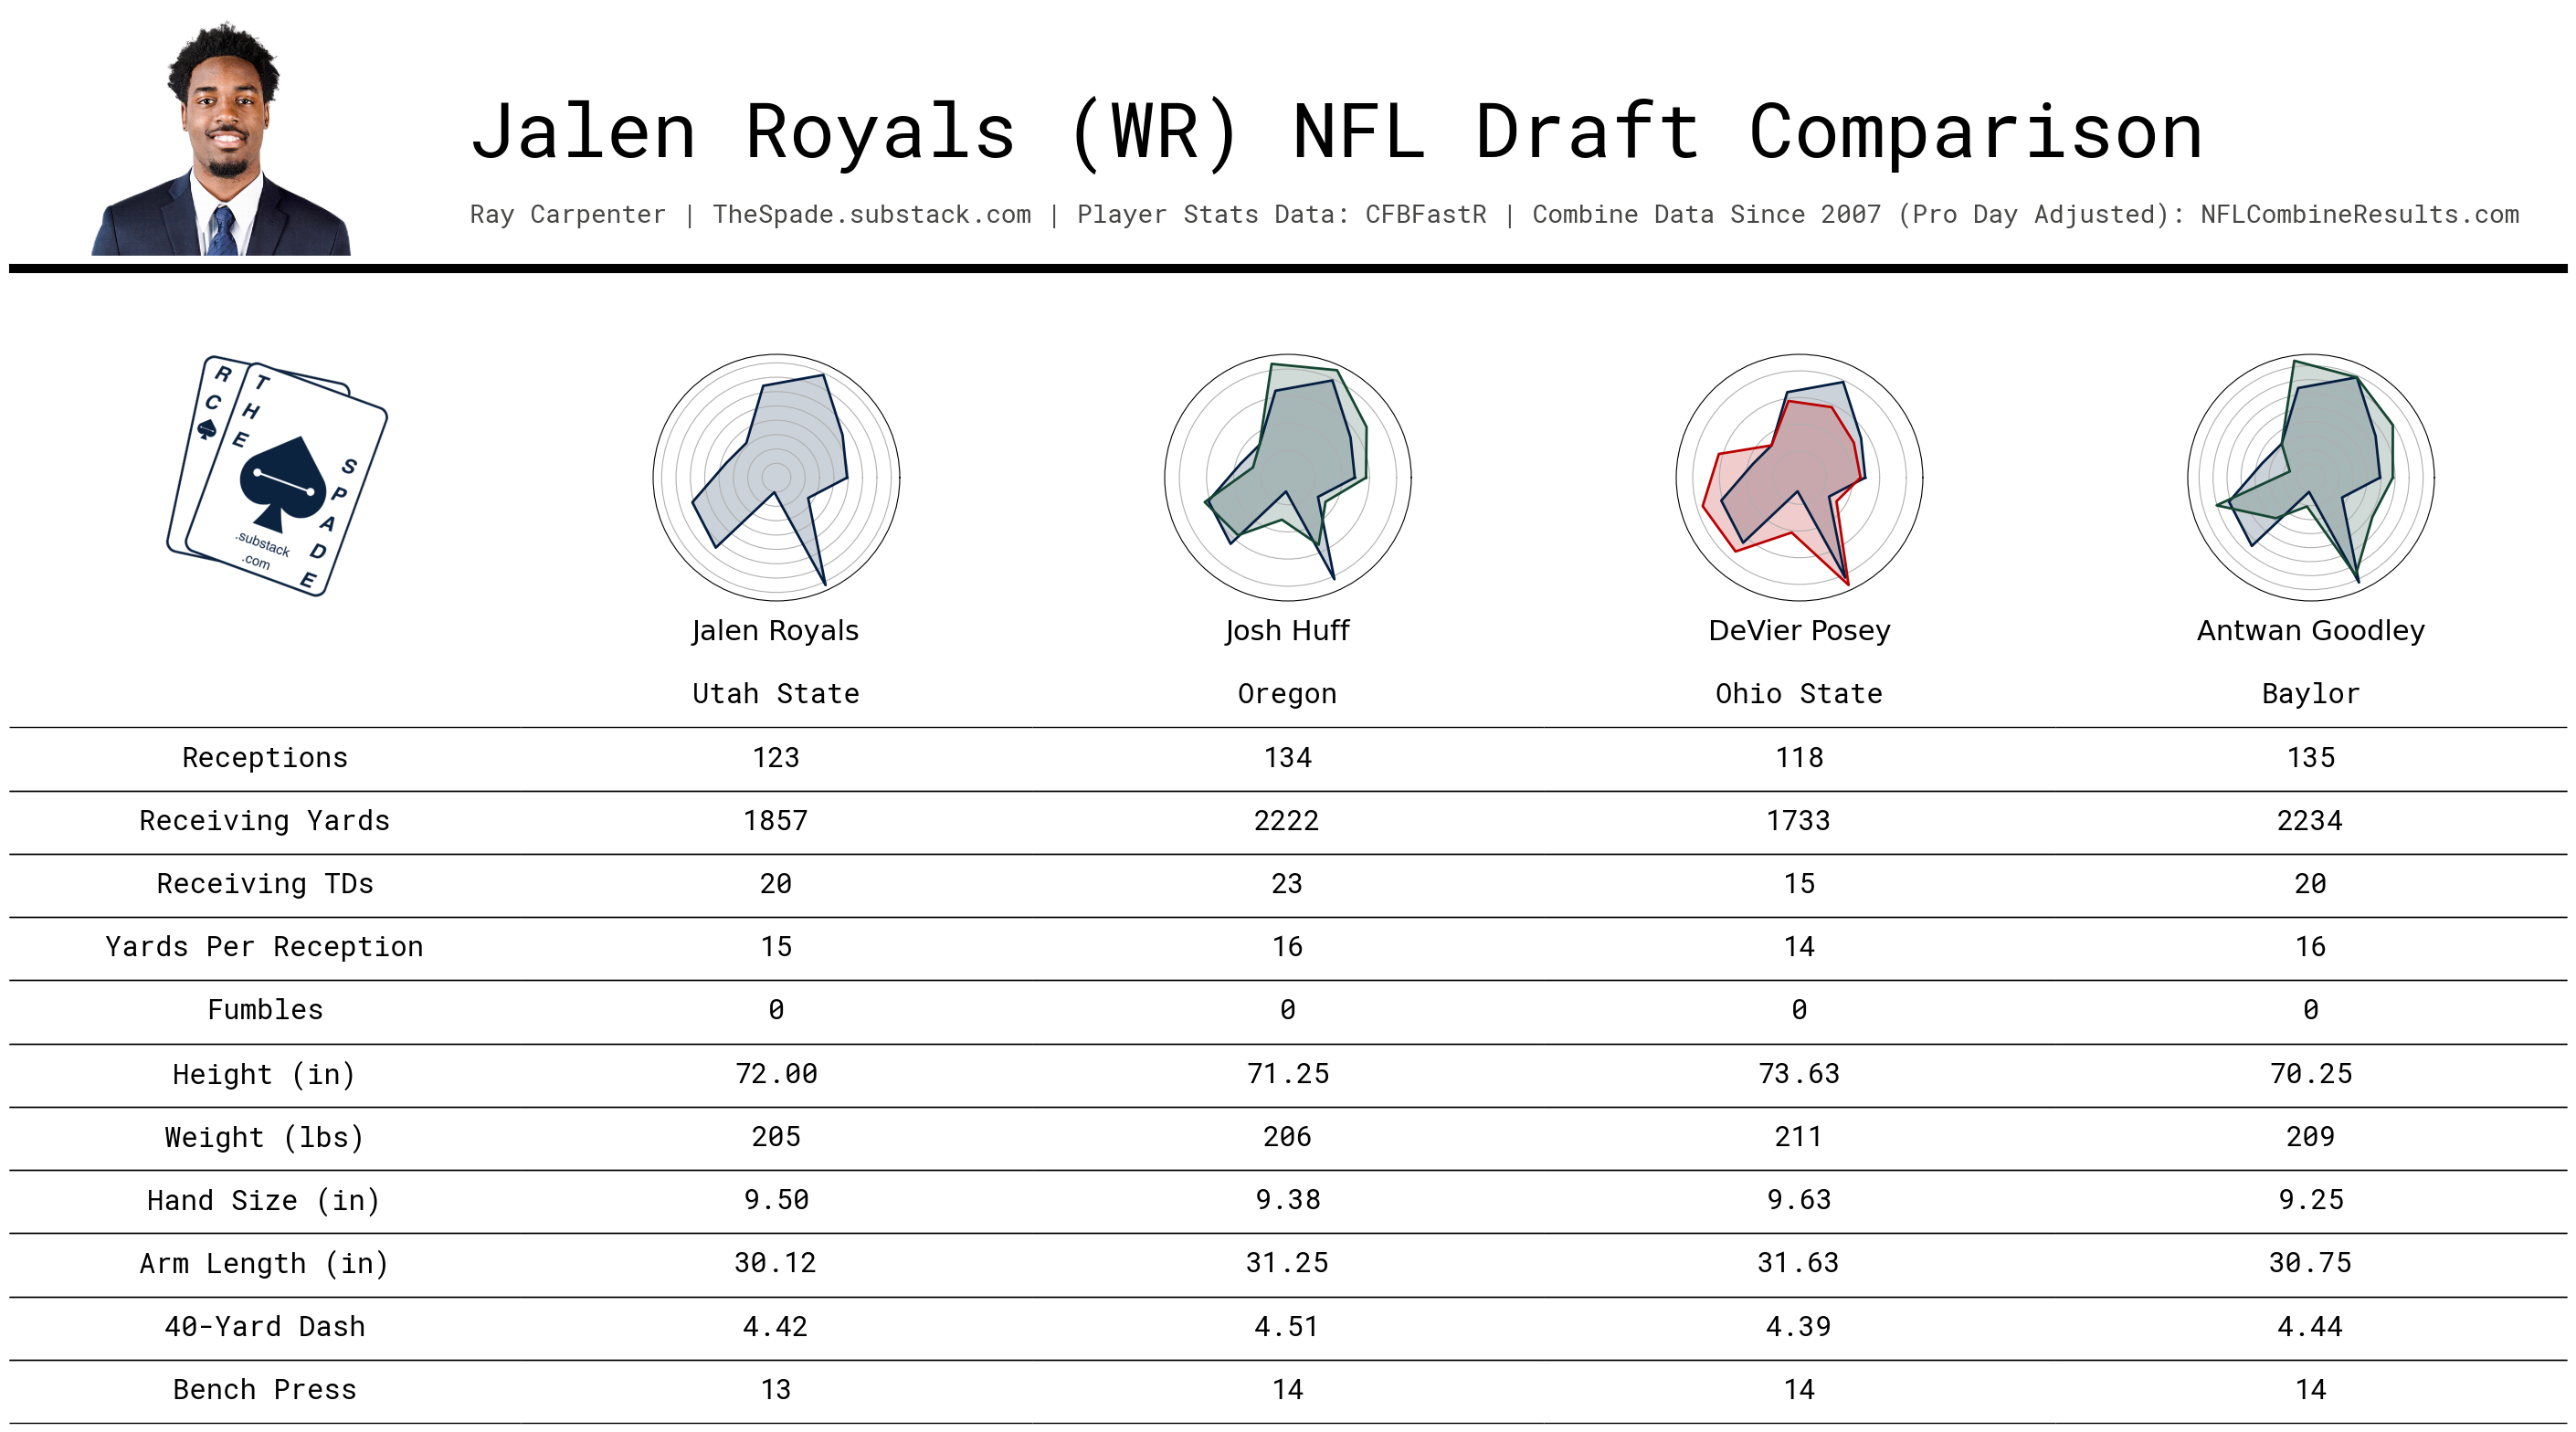 Jalen Royals (WR) NFL Draft Comparison
Ray Carpenter | TheSpade.substack.com | Player Stats Data: CFBFastR | Combine Data Since 2007 (Pro Day Adjusted): NFLCombineResults.com
R C
THE
SPADE
.substack
.com
Jalen Royals Josh Huff DeVier Posey Antwan Goodley
Utah State Oregon Ohio State Baylor
Receptions 123 134 118 135
Receiving Yards 1857 2222 1733 2234
Receiving TDs 20 23 15 20
Yards Per Reception 15 16 14 16
Fumbles 0 0 0 0
Height (in) 72.00 71.25 73.63 70.25
Weight (lbs) 205 206 211 209
Hand Size (in) 9.50 9.38 9.63 9.25
Arm Length (in) 30.12 31.25 31.63 30.75
40-Yard Dash 4.42 4.51 4.39 4.44
Bench Press 13 14 14 14